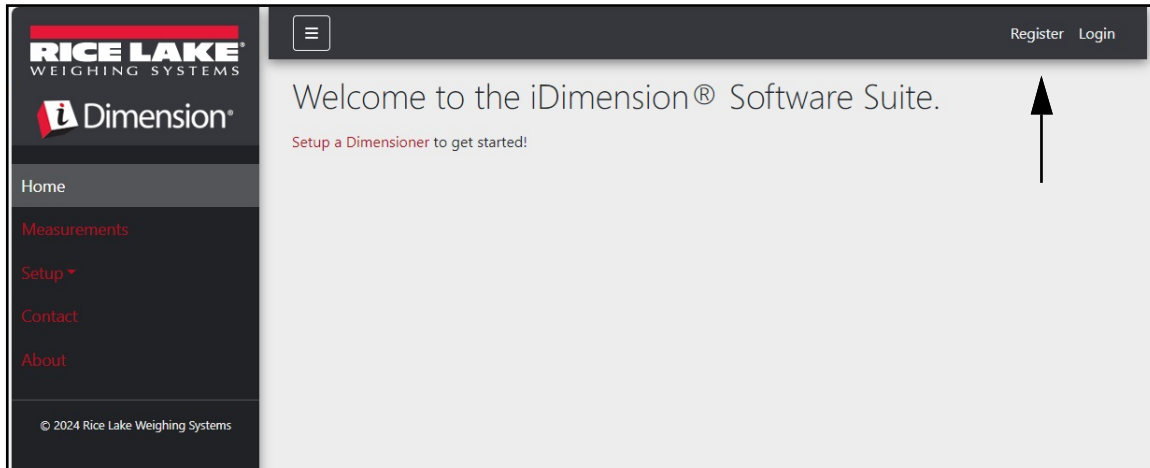 RICE LAKE®
WEIGHING SYSTEMS
i Dimension®
Home
Measurements
Setup
Contact
About
© 2024 Rice Lake Weighing Systems
Register Login
Welcome to the iDimension® Software Suite.
Setup a Dimensioner to get started!